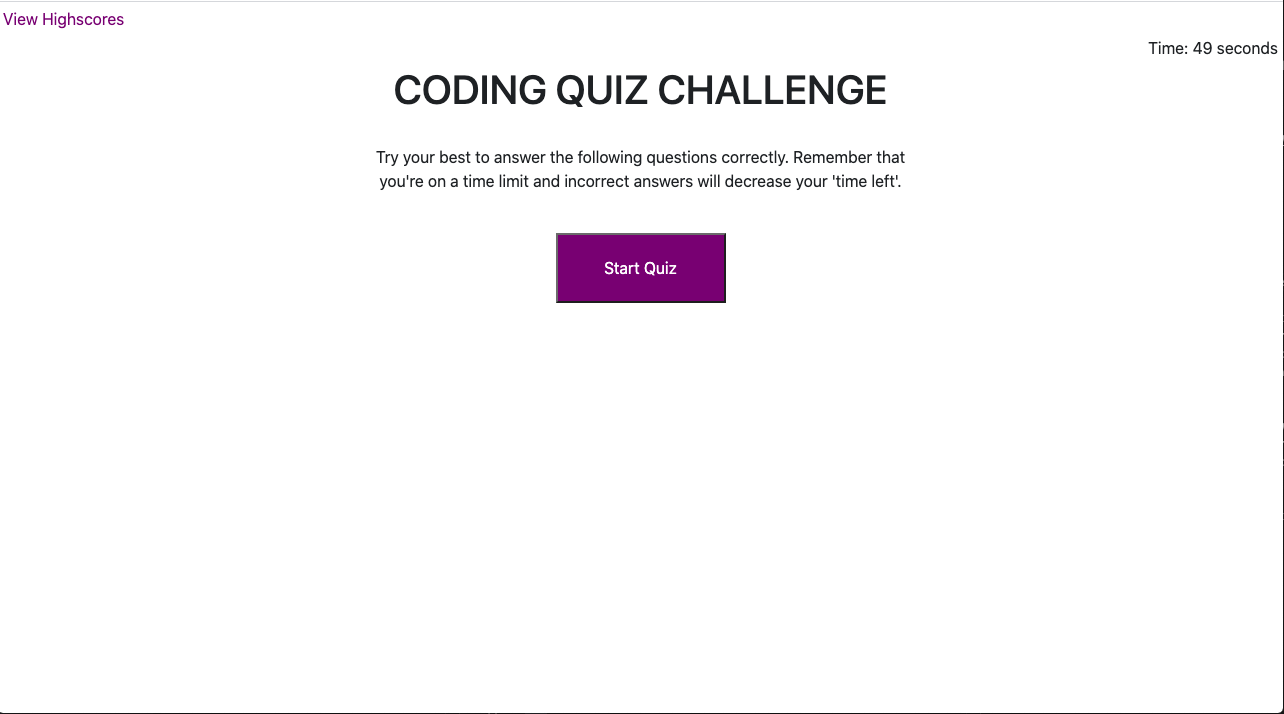 View Highscores
Time: 49 seconds
CODING QUIZ CHALLENGE
Try your best to answer the following questions correctly. Remember that
you're on a time limit and incorrect answers will decrease your 'time left'.
Start Quiz